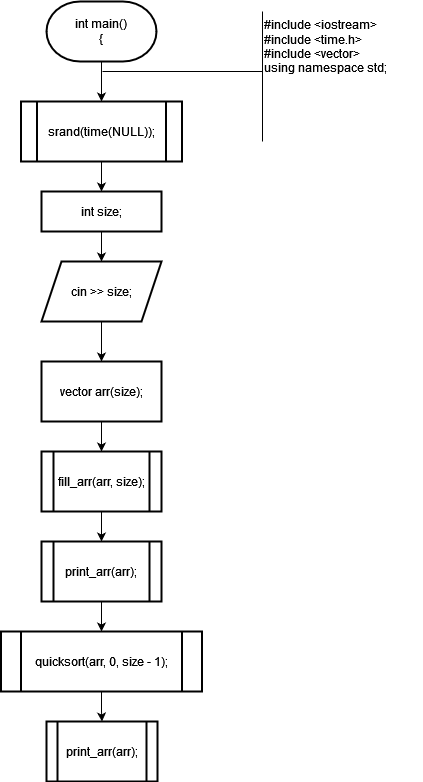 int main()
{
#include <iostream>
#include <time.h>
#include <vector>
using namespace std;
srand(time(NULL));
int size;
cin >> size;
vector arr(size);
fill_arr(arr, size);
print_arr(arr);
quicksort(arr, 0, size - 1);
print_arr(arr);